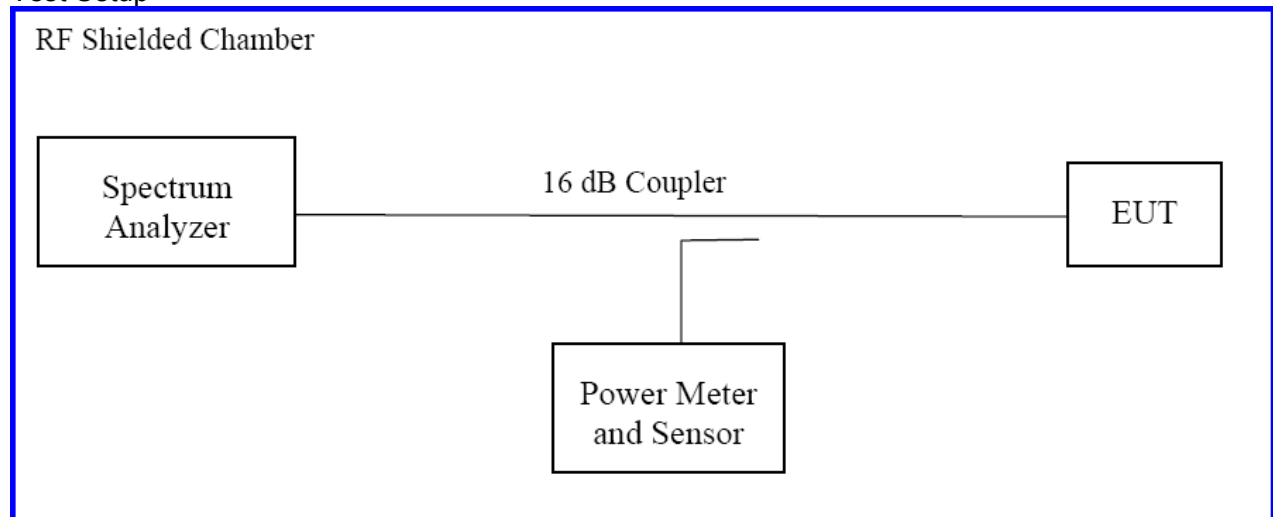 RF Shielded Chamber
Spectrum
Analyzer
16 dB Coupler
EUT
Power Meter
and Sensor